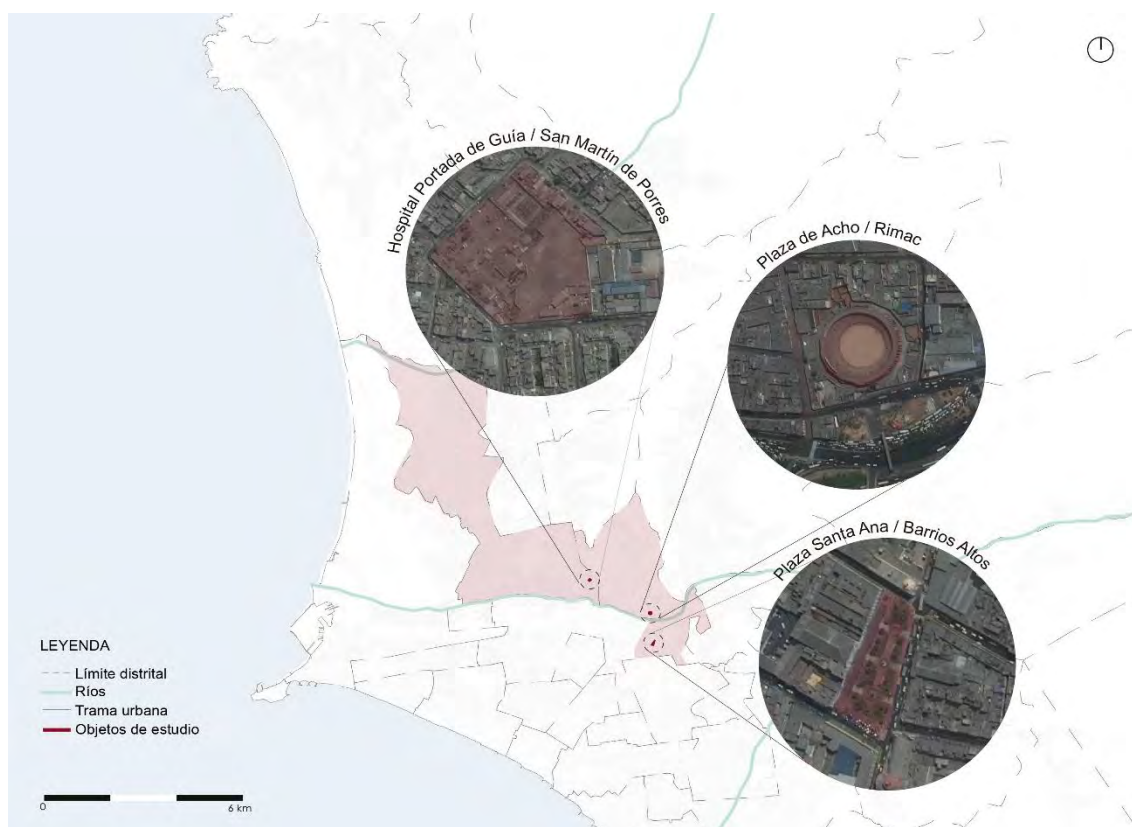 Hospital Portada de Guía / San Martín de Porres
Plaza de Acho / Rimac
Plaza Santa Ana / Barrios Altos
LEYENDA
Límite distrital
Ríos
Trama urbana
Objetos de estudio
0 6 km